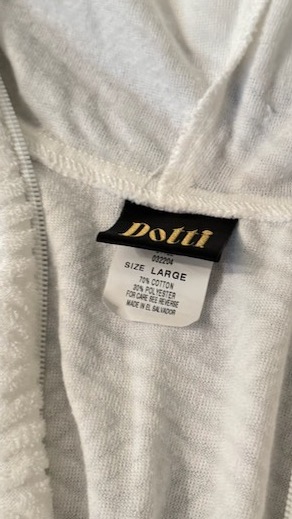 Dotti
032204
SIZE LARGE
70% COTTON
30% POLYESTER
FOR CARE SEE REVERSE
MADE IN EL SALVADOR